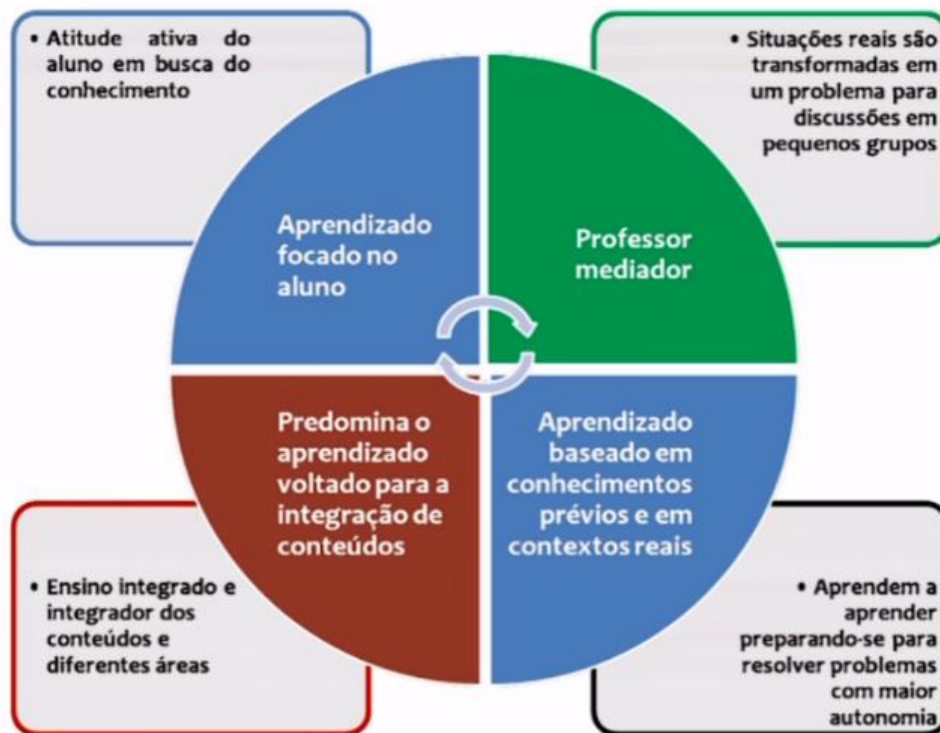 • Atitude ativa do
aluno em busca do
conhecimento
• Situações reais são
transformadas em
um problema para
discussões em
pequenos grupos
Aprendizado
focado no
aluno
Professor
mediador
Predomina o
aprendizado
voltado para a
integração de
conteúdos
Aprendizado
baseado em
conhecimentos
prévios e em
contextos reais
• Ensino integrado e
integrador dos
conteúdos e
diferentes áreas
• Aprendem a
aprender
preparando-se para
resolver problemas
com maior
autonomia